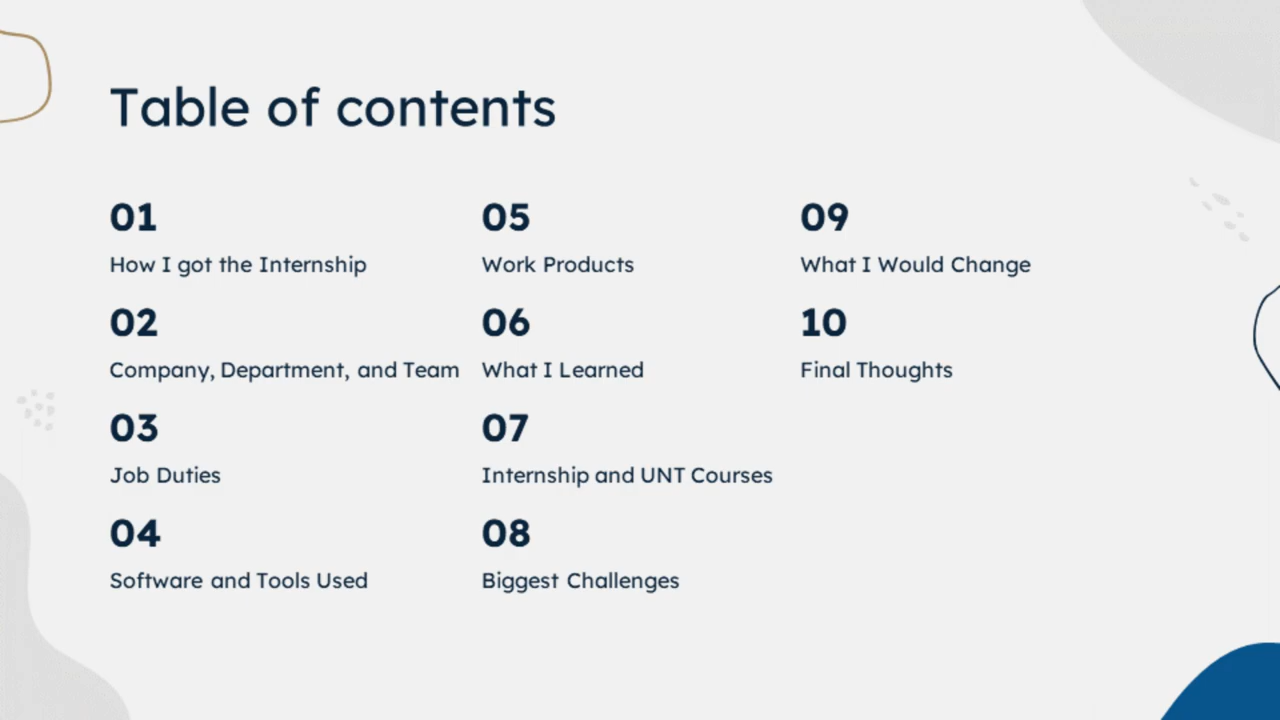 Table of contents
01
How I got the Internship
02
Company, Department, and Team
03
Job Duties
04
Software and Tools Used
05
Work Products
06
What I Learned
07
Internship and UNT Courses
08
Biggest Challenges
09
What I Would Change
10
Final Thoughts